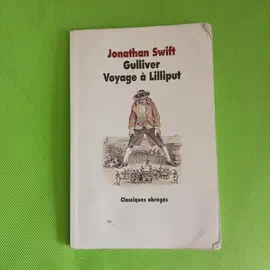 Jonathan Swift
Gulliver
Voyage à Lilliput
Classiques abrégés